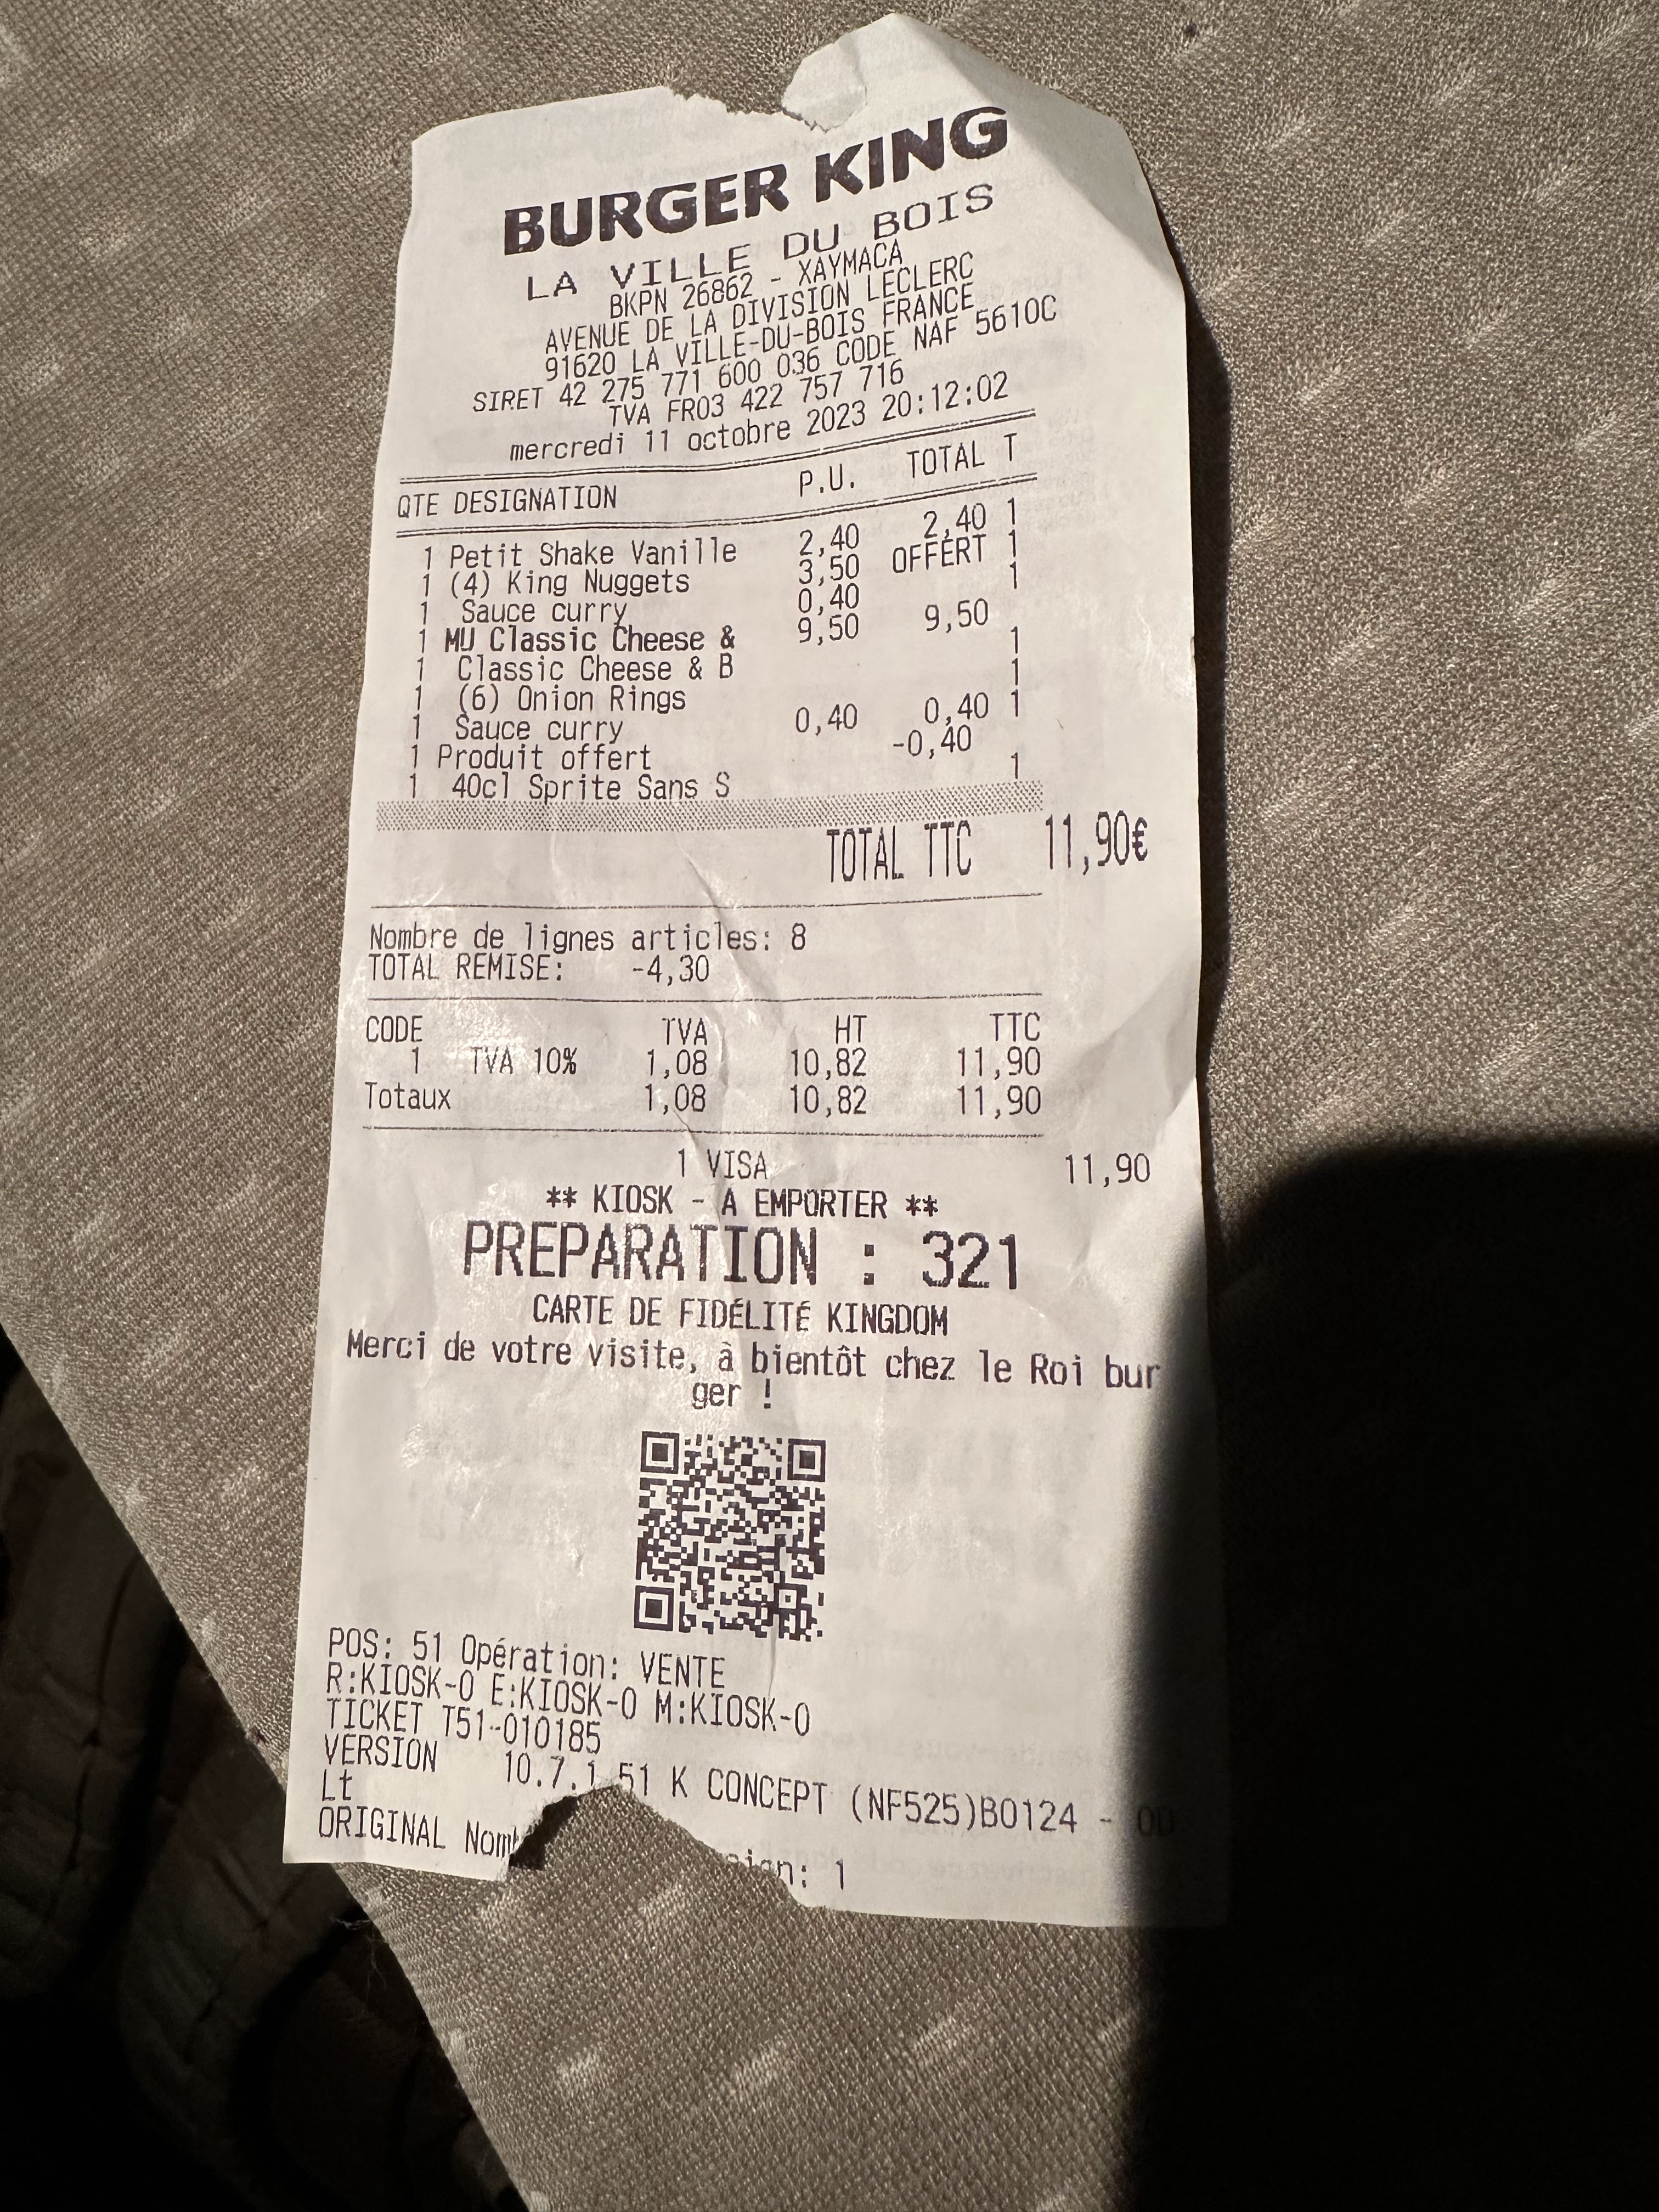 BURGER KING
LA VILLE DU BOIS
BKPN 26862 - XAYMACA
AVENUE DE LA DIVISION LECLERC
91620 LA VILLE-DU-BOIS FRANCE
SIRET 42 275 771 600 036 CODE NAF 5610C
TVA FR03 422 757 716
mercredi 11 octobre 2023 20:12:02
QTE DESIGNATION P.U. TOTAL T
1 Petit Shake Vanille 2,40 2,40 1
1 (4) King Nuggets 3,50 OFFERT 1
1 Sauce curry 0,40 1
1 MU Classic Cheese & 9,50 9,50
1 Classic Cheese & B 1
1 (6) Onion Rings 1
1 Sauce curry 0,40 0,40 1
1 Produit offert -0,40
1 40cl Sprite Sans S 1
TOTAL TTC 11,90€
Nombre de lignes articles: 8
TOTAL REMISE: -4,30
CODE TVA HT TTC
1 TVA 10% 1,08 10,82 11,90
Totaux 1,08 10,82 11,90
1 VISA 11,90
** KIOSK - A EMPORTER **
PREPARATION : 321
CARTE DE FIDÉLITÉ KINGDOM
Merci de votre visite, à bientôt chez le Roi bur
ger !
POS: 51 Opération: VENTE
R:KIOSK-0 E:KIOSK-0 M:KIOSK-0
TICKET T51-010185
VERSION 10.7.1 51 K CONCEPT (NF525)B0124 -
Lt
ORIGINAL : 1